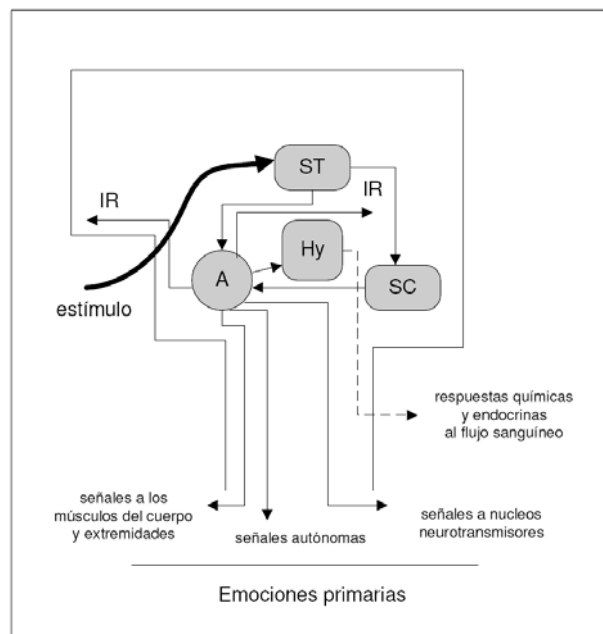 ST
IR
IR
Hy
A
SC
estímulo
respuestas químicas
y endocrinas
al flujo sanguíneo
señales a los
músculos del cuerpo
y extremidades
señales autónomas
señales a nucleos
neurotransmisores
Emociones primarias